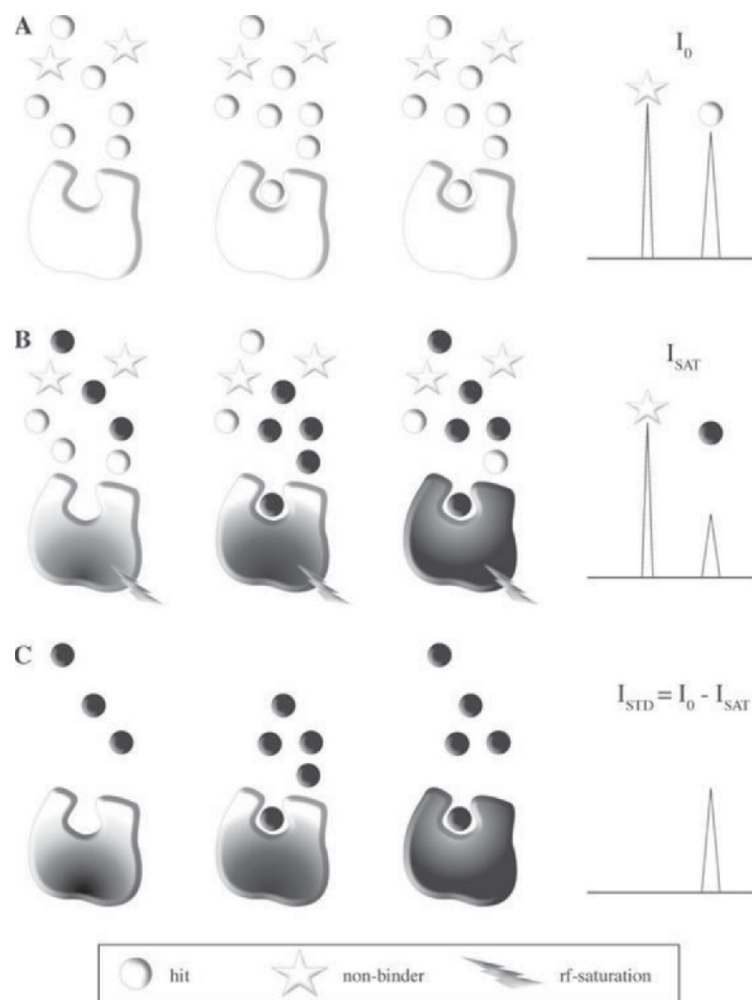 A
I0
B
ISAT
C
ISTD = I0 - ISAT
hit
non-binder
rf-saturation